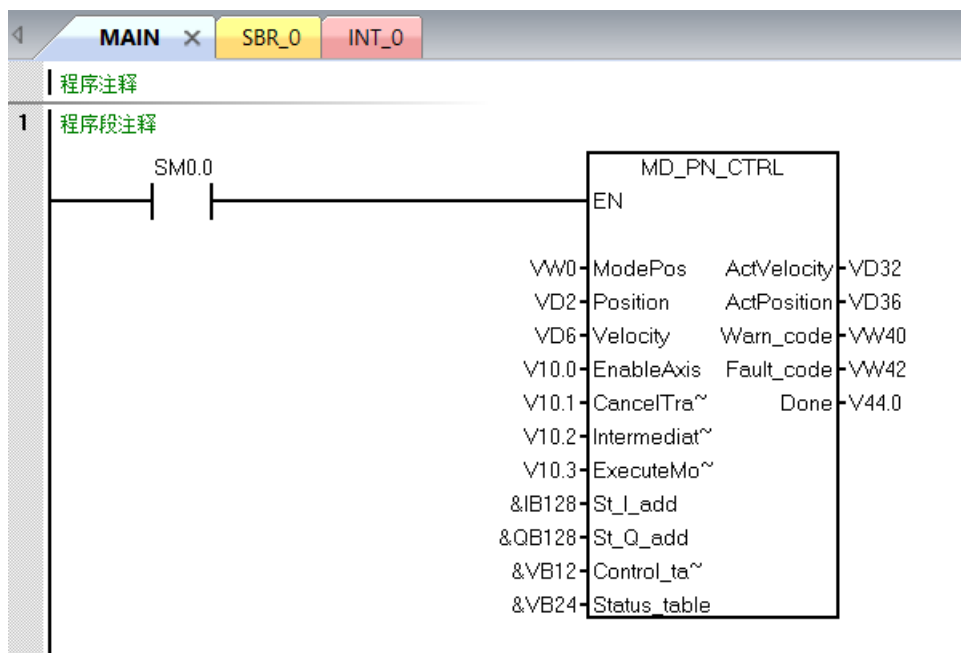 MAIN × SBR_0 INT_0
程序注释
1 程序段注释
SM0.0
MD_PN_CTRL
EN
VW0 ModePos ActVelocity VD32
VD2 Position ActPosition VD36
VD6 Velocity Warn_code VW40
V10.0 EnableAxis Fault_code VW42
V10.1 CancelTra~ Done V44.0
V10.2 Intermediat~
V10.3 ExecuteMo~
&IB128 St_I_add
&QB128 St_Q_add
&VB12 Control_ta~
&VB24 Status_table